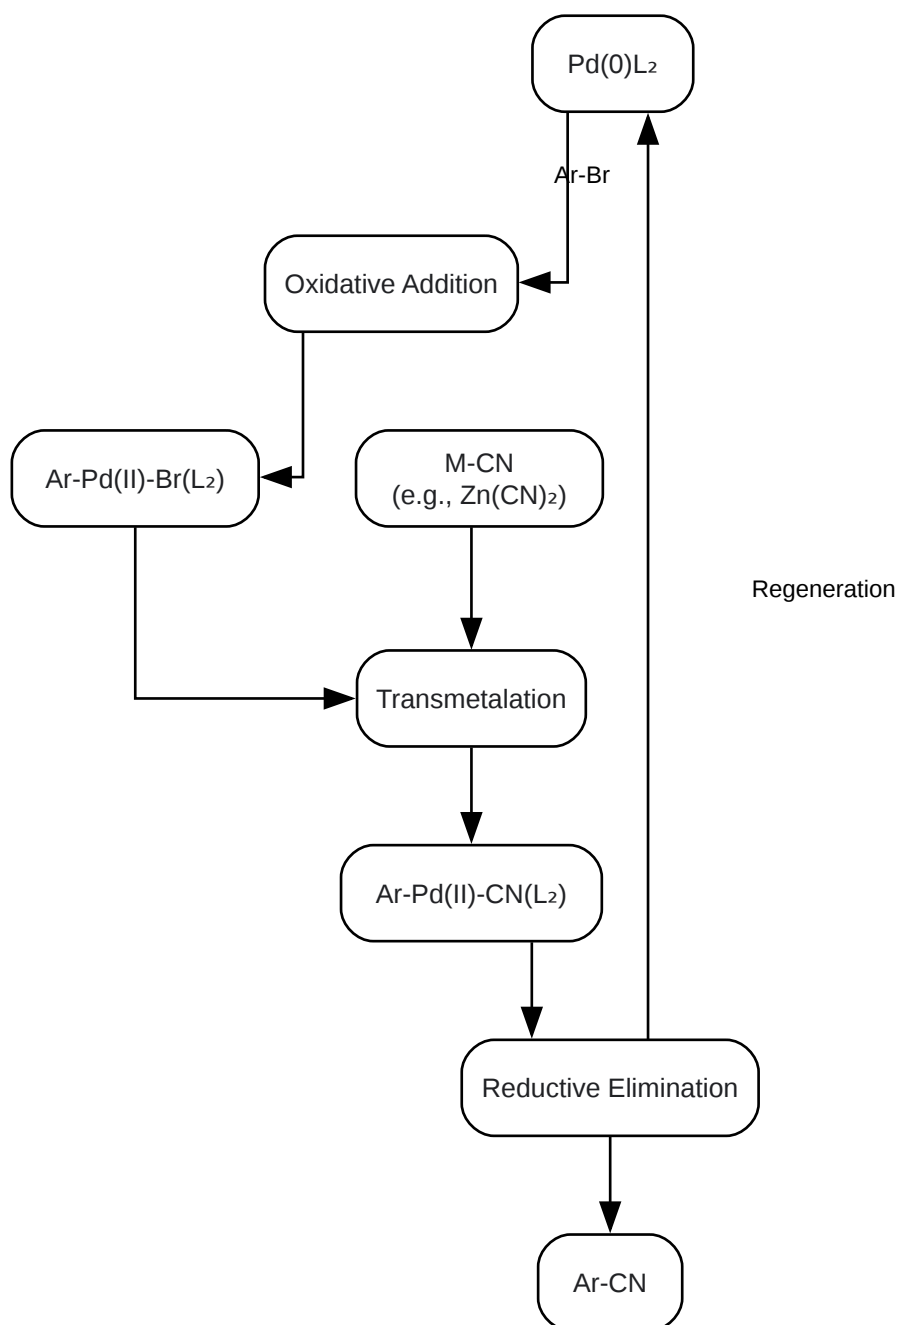 Pd(0)L₂
Ar-Br
Oxidative Addition
Ar-Pd(II)-Br(L₂)
M-CN
(e.g., Zn(CN)₂)
Regeneration
Transmetalation
Ar-Pd(II)-CN(L₂)
Reductive Elimination
Ar-CN